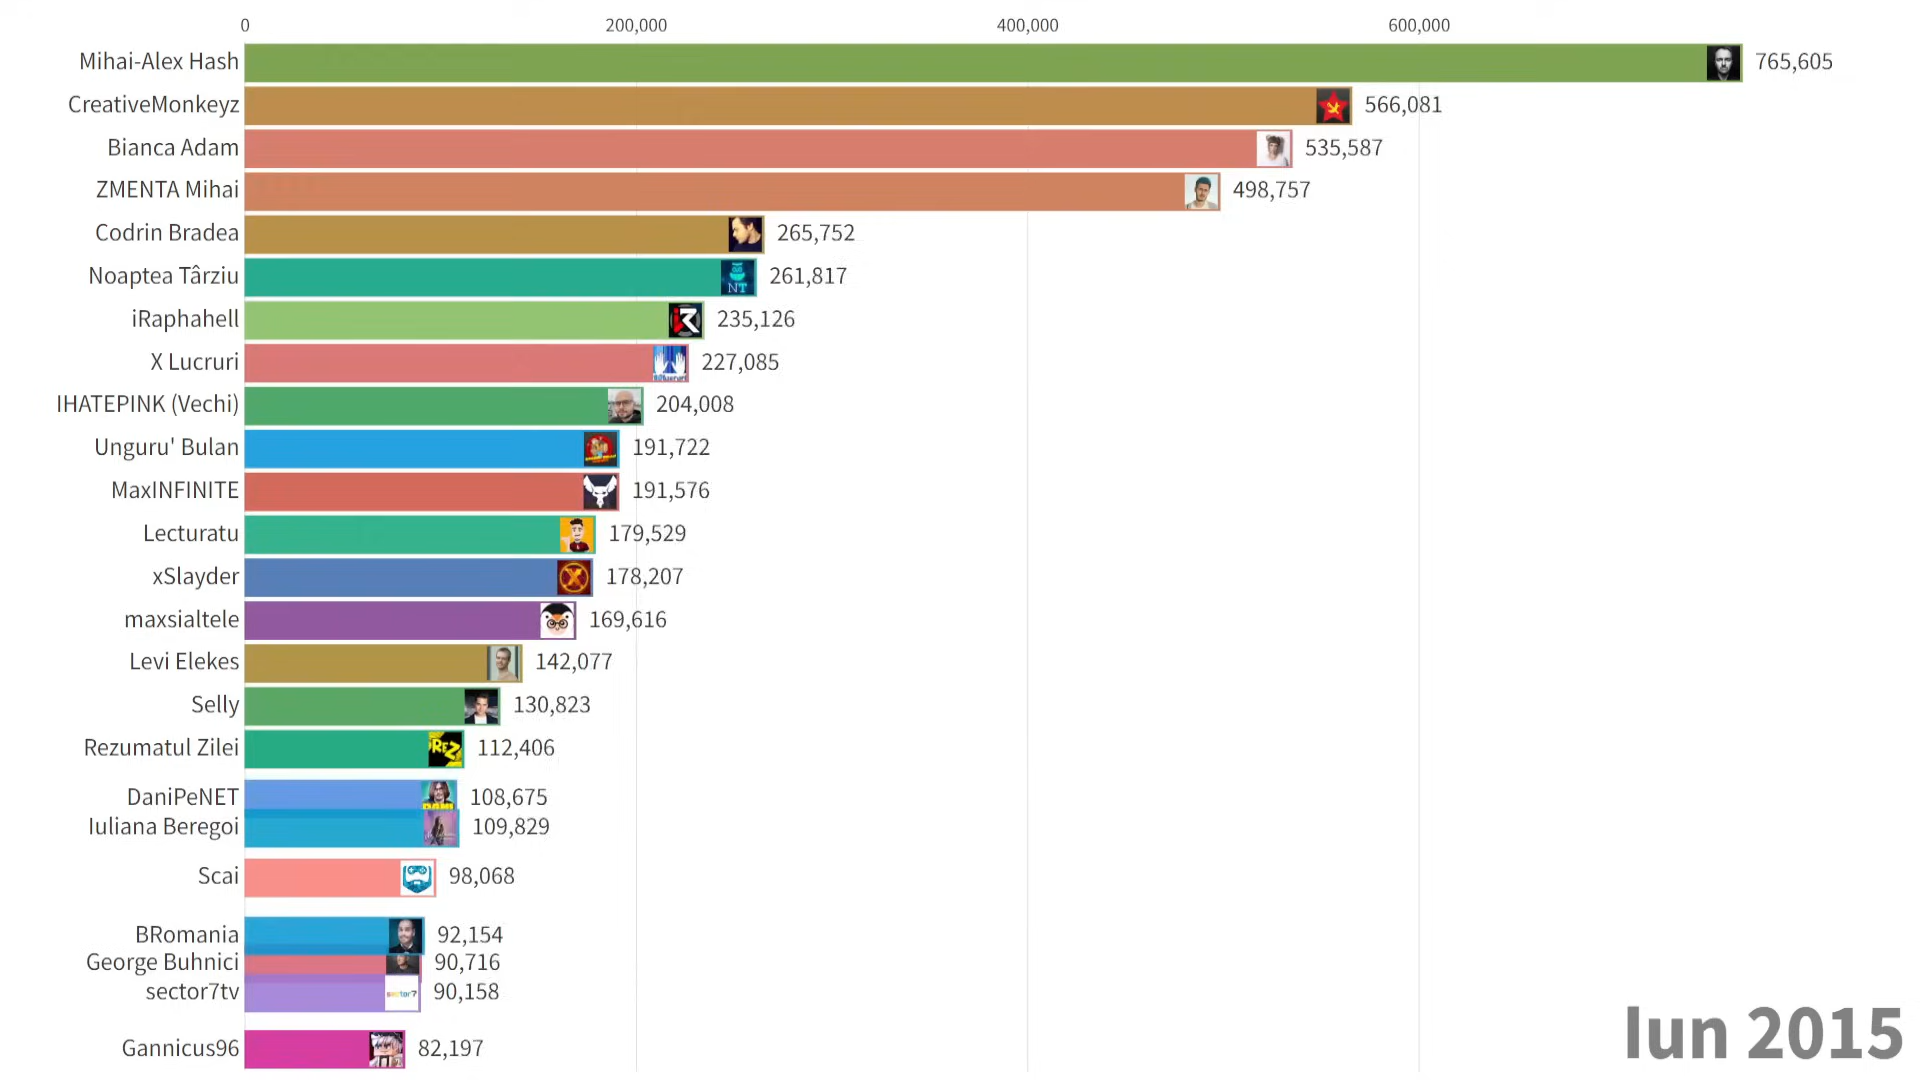 0 200,000 400,000 600,000
Mihai-Alex Hash 765,605
CreativeMonkeyz 566,081
Bianca Adam 535,587
ZMENTA Mihai 498,757
Codrin Bradea 265,752
Noaptea Târziu NT 261,817
iRaphahell 235,126
X Lucruri 227,085
IHATEPINK (Vechi) 204,008
Unguru' Bulan 191,722
MaxINFINITE 191,576
Lecturatu 179,529
xSlayder X 178,207
maxsialtele 169,616
Levi Elekes 142,077
Selly 130,823
Rezumatul Zilei REZ 112,406
DaniPeNET DANI 108,675
Iuliana Beregoi 109,829
Scai 98,068
BRomania 92,154
George Buhnici 90,716
sector7tv sector7 90,158
Gannicus96 82,197
Iun 2015